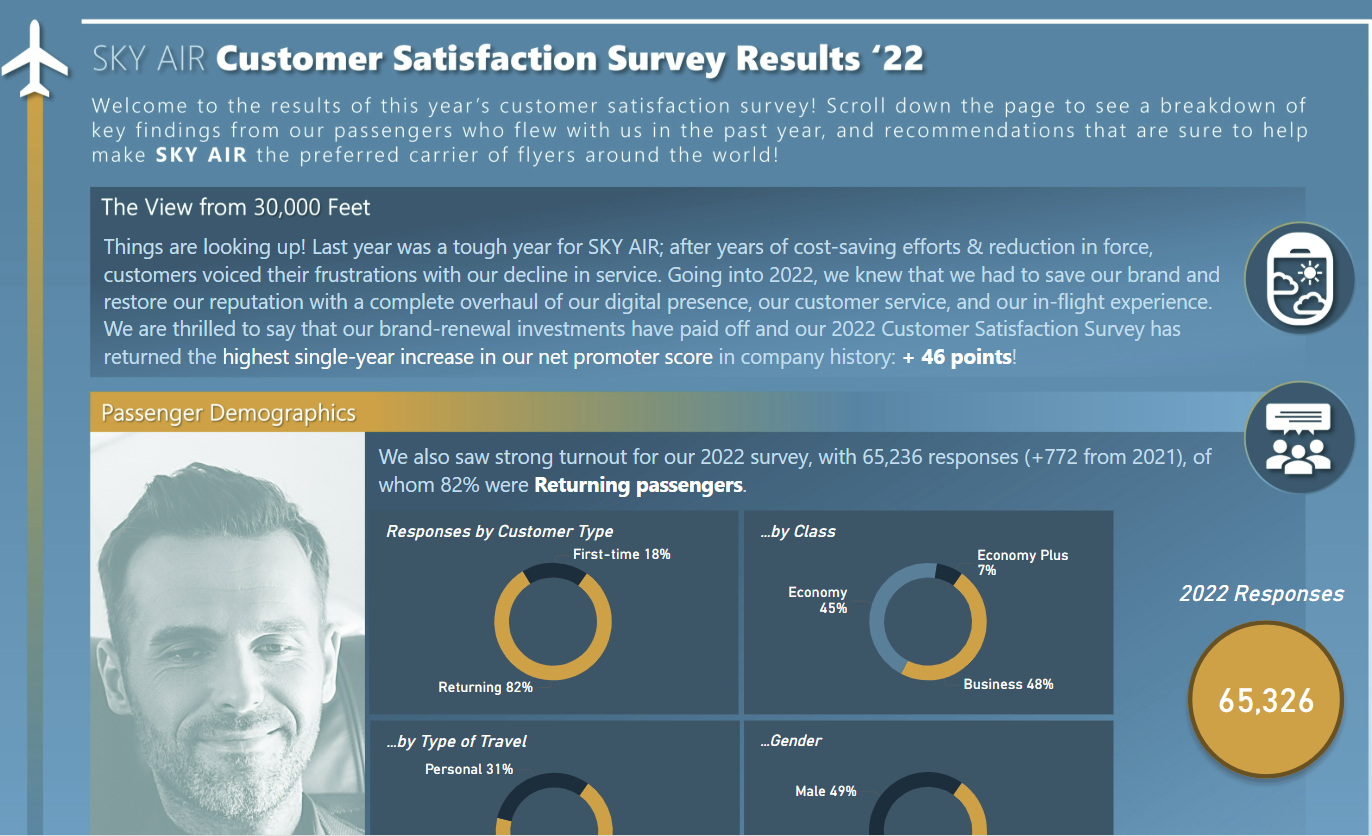 SKY AIR Customer Satisfaction Survey Results ‘22
Welcome to the results of this year’s customer satisfaction survey! Scroll down the page to see a breakdown of
key findings from our passengers who flew with us in the past year, and recommendations that are sure to help
make SKY AIR the preferred carrier of flyers around the world!
The View from 30,000 Feet
Things are looking up! Last year was a tough year for SKY AIR; after years of cost-saving efforts & reduction in force,
customers voiced their frustrations with our decline in service. Going into 2022, we knew that we had to save our brand and
restore our reputation with a complete overhaul of our digital presence, our customer service, and our in-flight experience.
We are thrilled to say that our brand-renewal investments have paid off and our 2022 Customer Satisfaction Survey has
returned the highest single-year increase in our net promoter score in company history: + 46 points!
Passenger Demographics
We also saw strong turnout for our 2022 survey, with 65,236 responses (+772 from 2021), of
whom 82% were Returning passengers.
Responses by Customer Type
First-time 18%
Returning 82%
...by Class
Economy Plus
7%
Economy
45%
Business 48%
2022 Responses
65,326
...by Type of Travel
Personal 31%
...Gender
Male 49%